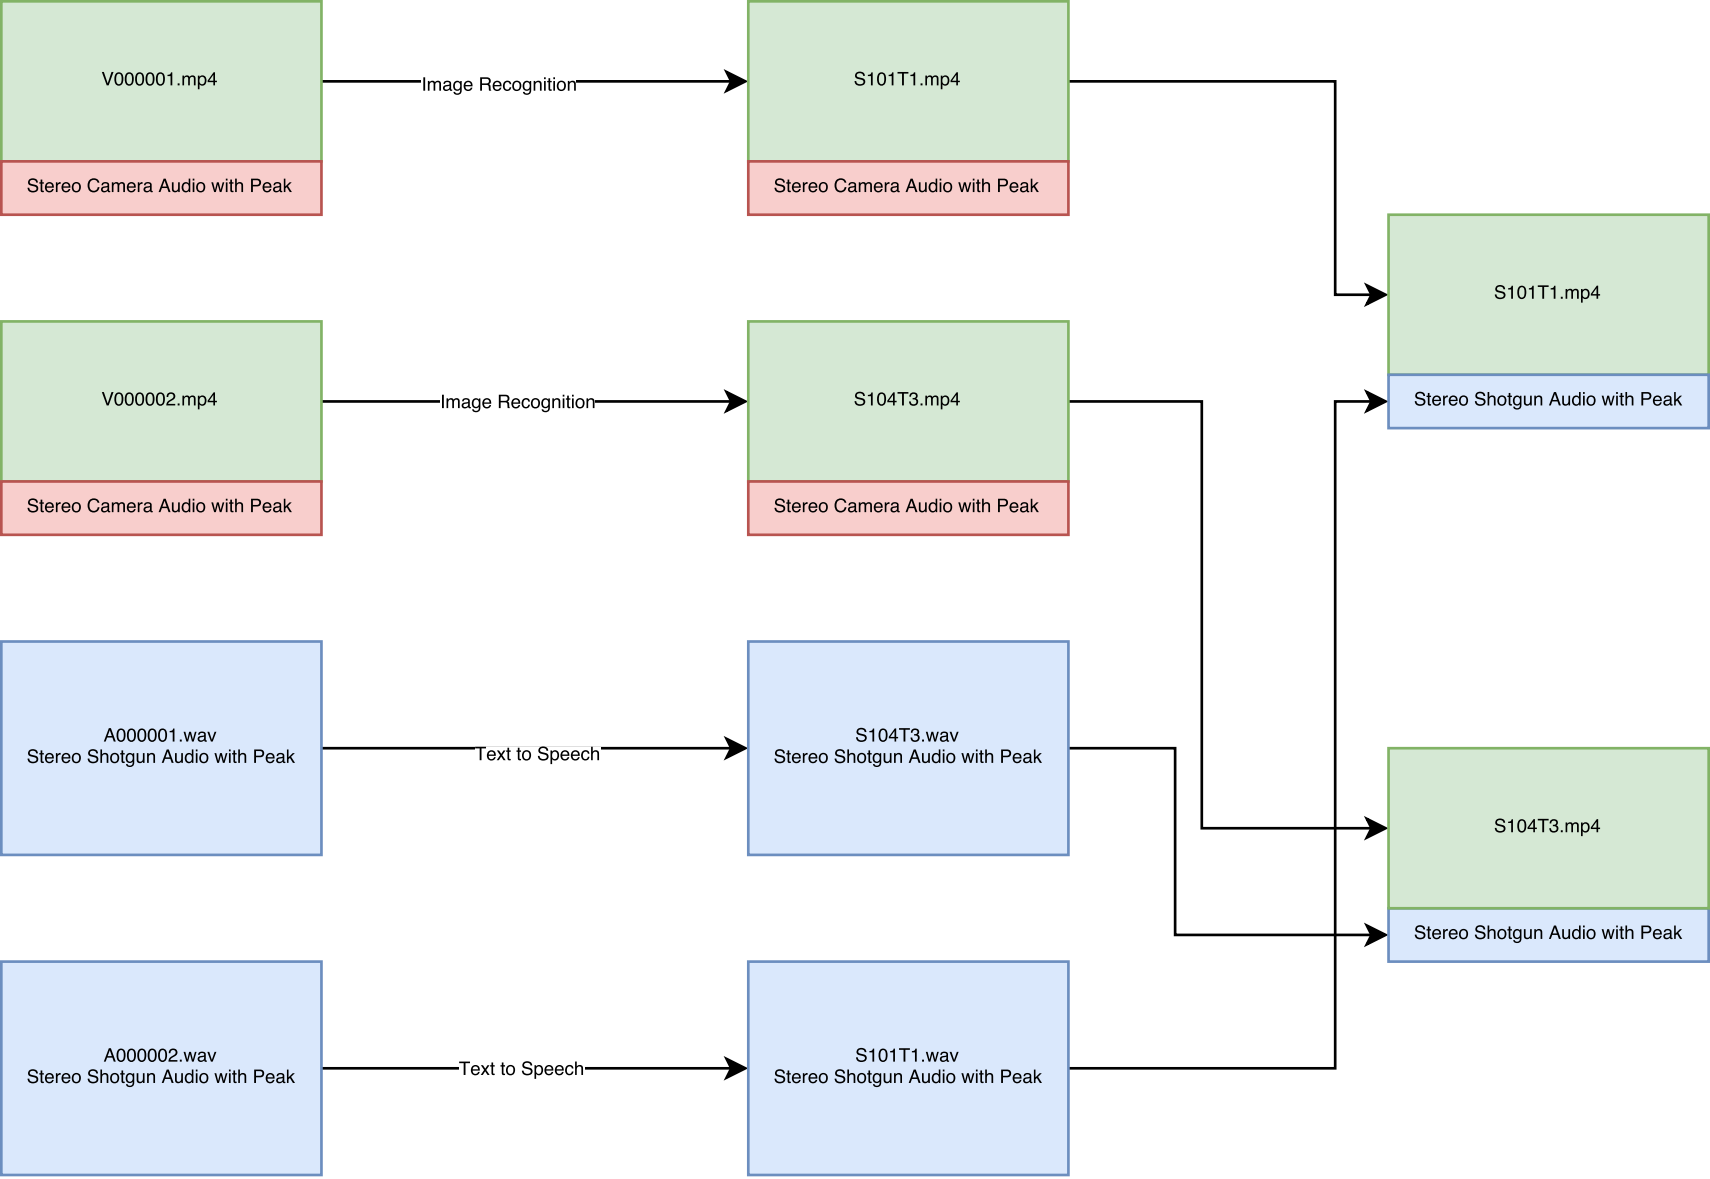 V000001.mp4
Image Recognition
S101T1.mp4
Stereo Camera Audio with Peak
Stereo Camera Audio with Peak
S101T1.mp4
Stereo Shotgun Audio with Peak
V000002.mp4
Image Recognition
S104T3.mp4
Stereo Camera Audio with Peak
Stereo Camera Audio with Peak
A000001.wav
Stereo Shotgun Audio with Peak
Text to Speech
S104T3.wav
Stereo Shotgun Audio with Peak
S104T3.mp4
Stereo Shotgun Audio with Peak
A000002.wav
Stereo Shotgun Audio with Peak
Text to Speech
S101T1.wav
Stereo Shotgun Audio with Peak